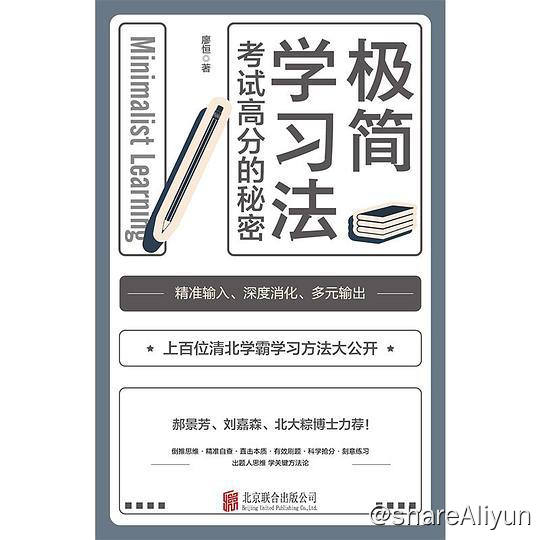 极简
学习法
考试高分的秘密
廖恒◎著
Minimalist Learning
精准输入、深度消化、多元输出
★ 上百位清北学霸学习方法大公开 ★
郝景芳、刘嘉森、北大粽博士力荐！
倒推思维·精准自查·直击本质·有效刷题·科学抢分·刻意练习
出题人思维 学关键方法论
北京联合出版公司
Beijing United Publishing Co.,Ltd.
@shareAliyun